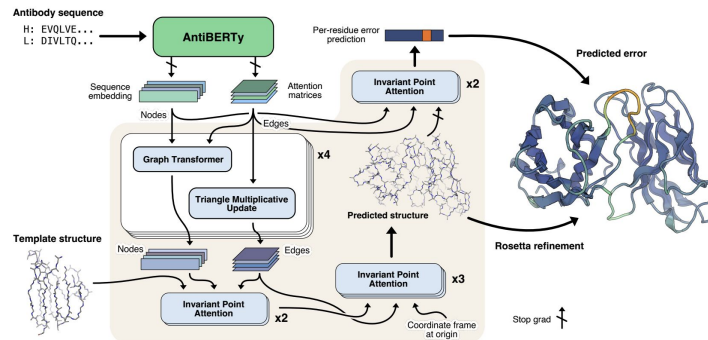 Antibody sequence
H: EVQLVE...
L: DIVLTQ...
AntiBERTy
Sequence
embedding
Attention
matrices
Nodes
Edges
Graph Transformer
x4
Triangle Multiplicative
Update
Template structure
Nodes
Edges
Invariant Point
Attention
x2
Per-residue error
prediction
Invariant Point
Attention
x2
Predicted structure
Invariant Point
Attention
x3
Coordinate frame
at origin
Predicted error
Rosetta refinement
Stop grad